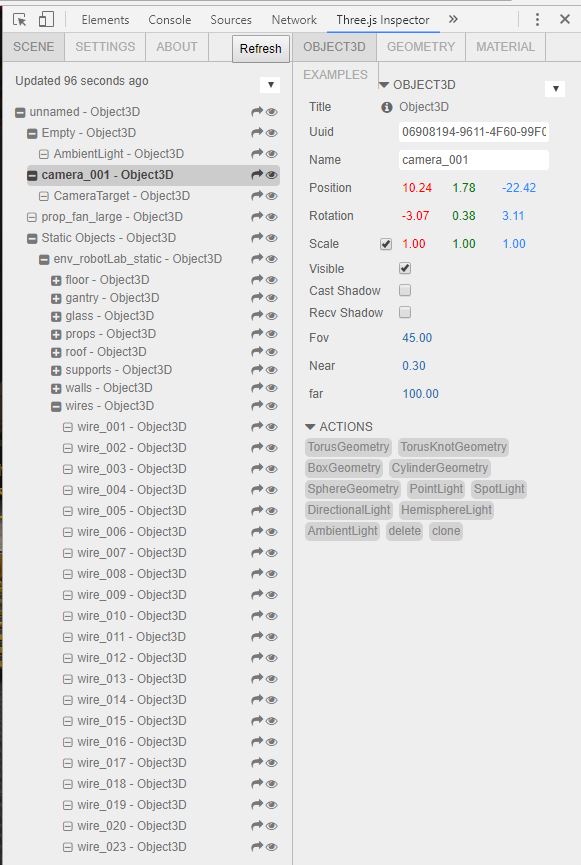 Elements Console Sources Network Three.js Inspector »
SCENE SETTINGS ABOUT Refresh
Updated 96 seconds ago
unnamed - Object3D
Empty - Object3D
AmbientLight - Object3D
camera_001 - Object3D
CameraTarget - Object3D
prop_fan_large - Object3D
Static Objects - Object3D
env_robotLab_static - Object3D
floor - Object3D
gantry - Object3D
glass - Object3D
props - Object3D
roof - Object3D
supports - Object3D
walls - Object3D
wires - Object3D
wire_001 - Object3D
wire_002 - Object3D
wire_003 - Object3D
wire_004 - Object3D
wire_005 - Object3D
wire_006 - Object3D
wire_007 - Object3D
wire_008 - Object3D
wire_009 - Object3D
wire_010 - Object3D
wire_011 - Object3D
wire_012 - Object3D
wire_013 - Object3D
wire_014 - Object3D
wire_015 - Object3D
wire_016 - Object3D
wire_017 - Object3D
wire_018 - Object3D
wire_019 - Object3D
wire_020 - Object3D
wire_023 - Object3D
OBJECT3D GEOMETRY MATERIAL
EXAMPLES
OBJECT3D
Title Object3D
Uuid 06908194-9611-4F60-99F0
Name camera_001
Position 10.24 1.78 -22.42
Rotation -3.07 0.38 3.11
Scale 1.00 1.00 1.00
Visible
Cast Shadow
Recv Shadow
Fov 45.00
Near 0.30
far 100.00
ACTIONS
TorusGeometry TorusKnotGeometry
BoxGeometry CylinderGeometry
SphereGeometry PointLight SpotLight
DirectionalLight HemisphereLight
AmbientLight delete clone